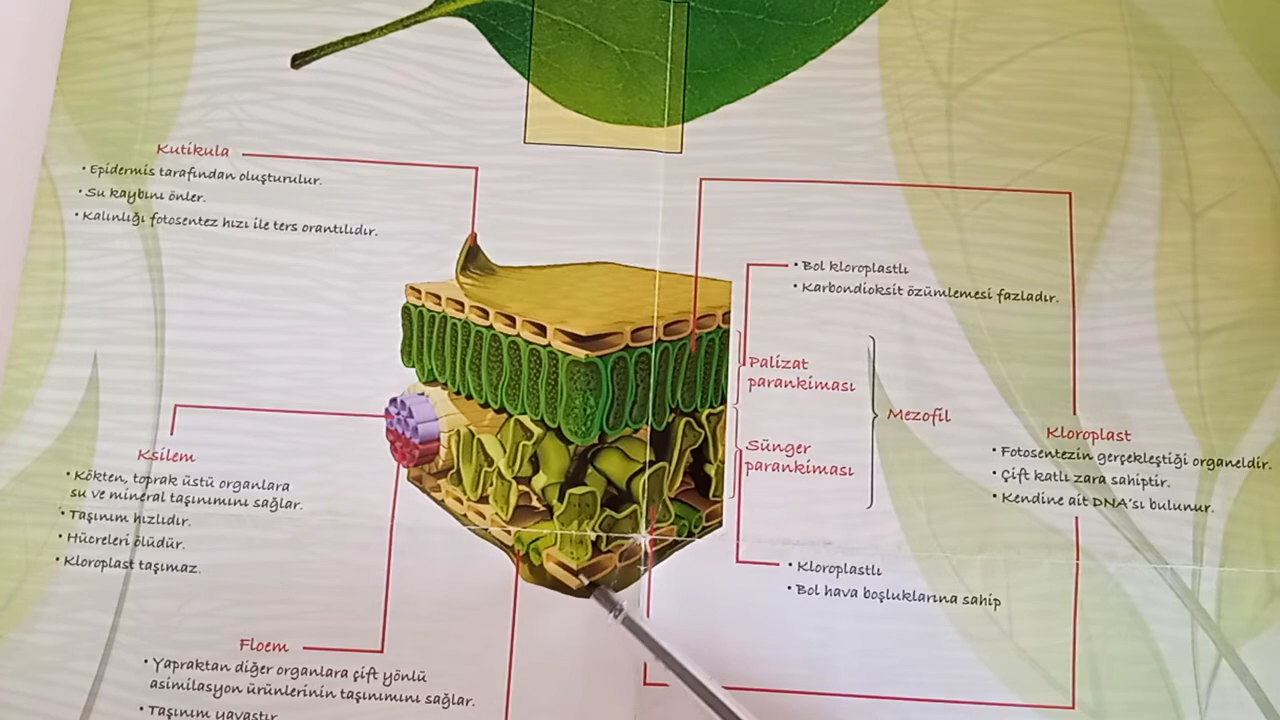 Kutikula
• Epidermis tarafından oluşturulur.
• Su kaybını önler.
• Kalınlığı fotosentez hızı ile ters orantılıdır.
• Bol kloroplastlı
• Karbondioksit özümlemesi fazladır.
Palizat
parankiması
Mezofil
Sünger
parankiması
Kloroplast
• Fotosentezin gerçekleştiği organeldir.
• Çift katlı zara sahiptir.
• Kendine ait DNA'sı bulunur.
Ksilem
• Kökten, toprak üstü organlara
su ve mineral taşınımını sağlar.
• Taşınım hızlıdır.
• Hücreleri ölüdür.
• Kloroplast taşımaz.
• Kloroplastlı
• Bol hava boşluklarına sahip
Floem
• Yapraktan diğer organlara çift yönlü
asimilasyon ürünlerinin taşınımını sağlar.
• Taşınım yavaştır